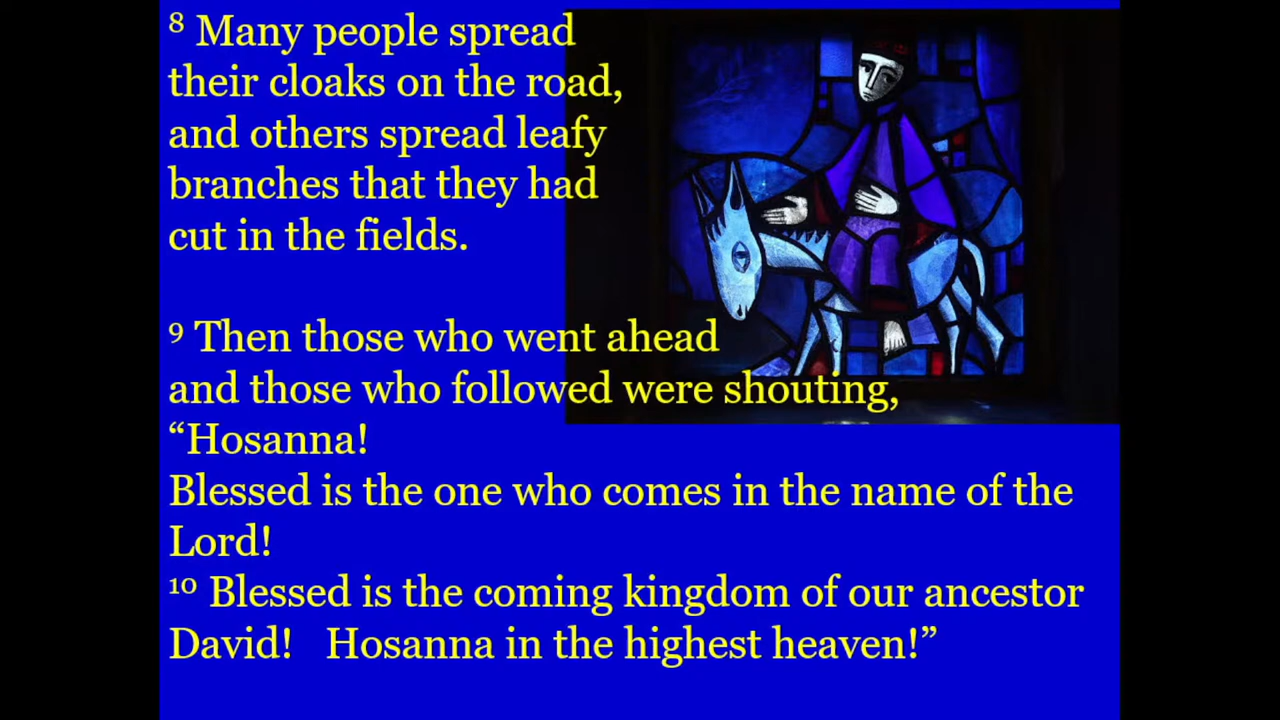 ⁸ Many people spread
their cloaks on the road,
and others spread leafy
branches that they had
cut in the fields.
⁹ Then those who went ahead
and those who followed were shouting,
“Hosanna!
Blessed is the one who comes in the name of the
Lord!
¹⁰ Blessed is the coming kingdom of our ancestor
David!   Hosanna in the highest heaven!”